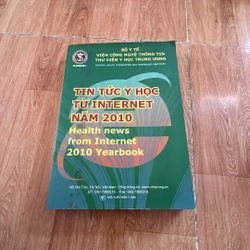 BỘ Y TẾ
VIỆN CÔNG NGHỆ THÔNG TIN
THƯ VIỆN Y HỌC TRUNG ƯƠNG
TIN TỨC Y HỌC
TỪ INTERNET
NĂM 2010
Health news
from Internet
2010 Yearbook